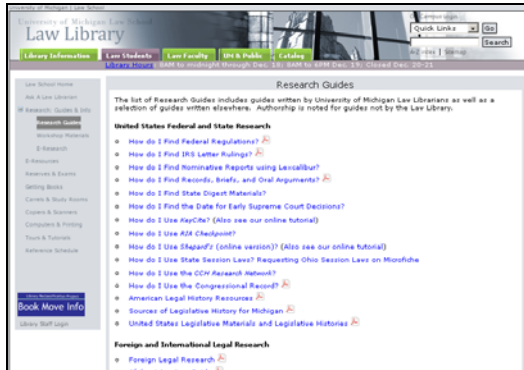 University of Michigan | Law School
University of Michigan Law School
Law Library
Quick Links
Go
Search
A-Z index | Sitemap
Library Information
Law Students
Law Faculty
UM & Public
Catalog
Library Hours: 8AM to midnight through Dec. 18; 8AM to 6PM Dec. 19; Closed Dec. 20-21
Law School Home
Ask A Law Librarian
Research: Guides & Info
Research Guides
Workshop Materials
E-Research
E-Resources
Reserves & Exams
Getting Books
Carrels & Study Rooms
Copiers & Scanners
Computers & Printing
Tours & Tutorials
Reference Schedule
Book Move Info
Library Staff Login
Research Guides
The list of Research Guides includes guides written by University of Michigan Law Librarians as well as a
selection of guides written elsewhere. Authorship is noted for guides not by the Law Library.
United States Federal and State Research
How do I Find Federal Regulations?
How do I Find IRS Letter Rulings?
How do I Find Nominative Reports using Lexcalibur?
How do I Find Records, Briefs, and Oral Arguments?
How do I Find State Digest Materials?
How do I Find the Date for Early Supreme Court Decisions?
How do I Use KeyCite? (Also see our online tutorial)
How do I Use RIA Checkpoint?
How do I Use Shepard's (online version)? (Also see our online tutorial)
How do I Use State Session Laws? Requesting Ohio Session Laws on Microfiche
How do I Use the CCH Research Network?
How do I Use the Congressional Record?
American Legal History Resources
Sources of Legislative History for Michigan
United States Legislative Materials and Legislative Histories
Foreign and International Legal Research
Foreign Legal Research